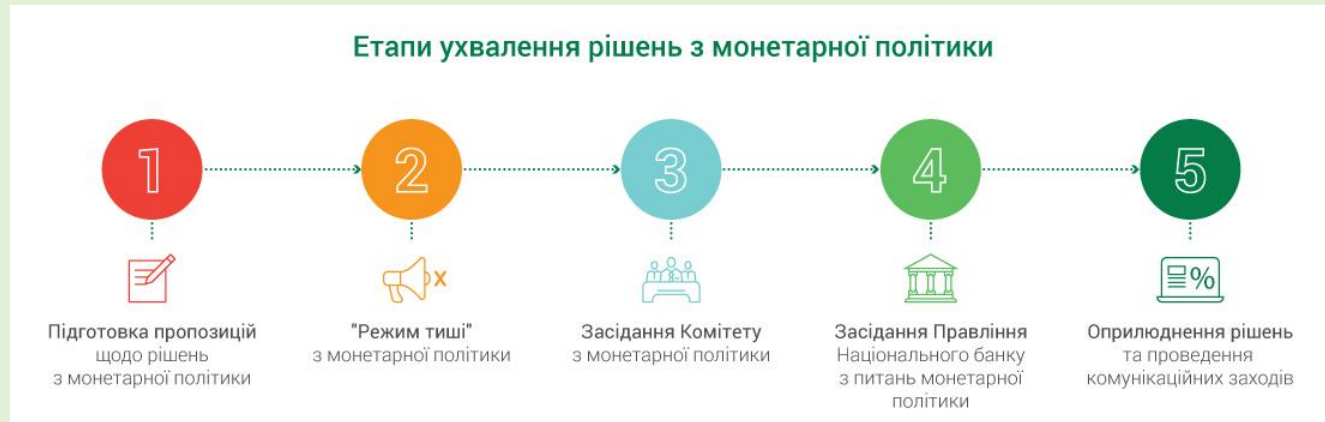 Етапи ухвалення рішень з монетарної політики
1
2
3
4
5
x
%
Підготовка пропозицій
щодо рішень
з монетарної політики
"Режим тиші"
з монетарної політики
Засідання Комітету
з монетарної політики
Засідання Правління
Національного банку
з питань монетарної
політики
Оприлюднення рішень
та проведення
комунікаційних заходів